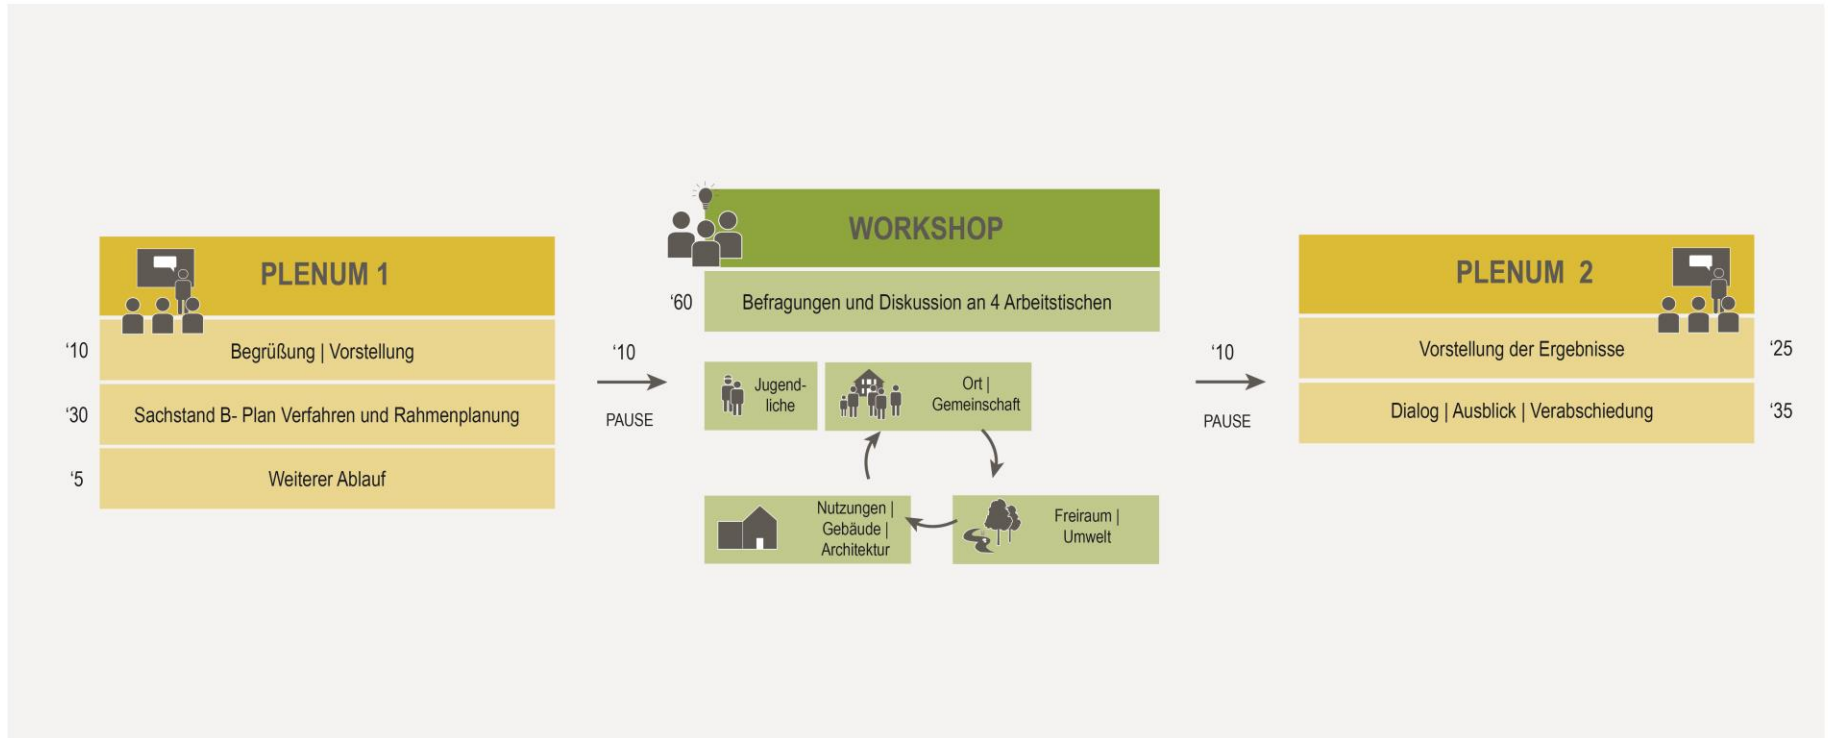 PLENUM 1
‘10
Begrüßung | Vorstellung
‘30
Sachstand B- Plan Verfahren und Rahmenplanung
‘5
Weiterer Ablauf
‘10
PAUSE
WORKSHOP
‘60
Befragungen und Diskussion an 4 Arbeitstischen
Jugend-
liche
Ort |
Gemeinschaft
Nutzungen |
Gebäude |
Architektur
Freiraum |
Umwelt
‘10
PAUSE
PLENUM 2
Vorstellung der Ergebnisse
‘25
Dialog | Ausblick | Verabschiedung
‘35